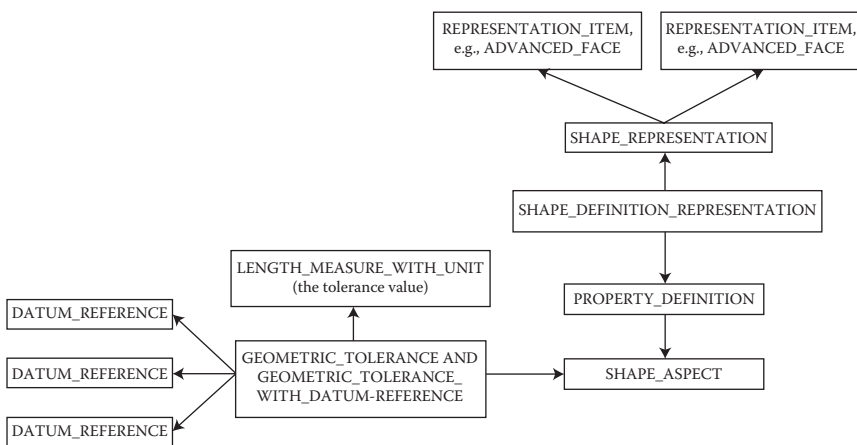 REPRESENTATION_ITEM,
e.g., ADVANCED_FACE
REPRESENTATION_ITEM,
e.g., ADVANCED_FACE
SHAPE_REPRESENTATION
SHAPE_DEFINITION_REPRESENTATION
LENGTH_MEASURE_WITH_UNIT
(the tolerance value)
PROPERTY_DEFINITION
DATUM_REFERENCE
DATUM_REFERENCE
DATUM_REFERENCE
GEOMETRIC_TOLERANCE AND
GEOMETRIC_TOLERANCE_
WITH_DATUM-REFERENCE
SHAPE_ASPECT